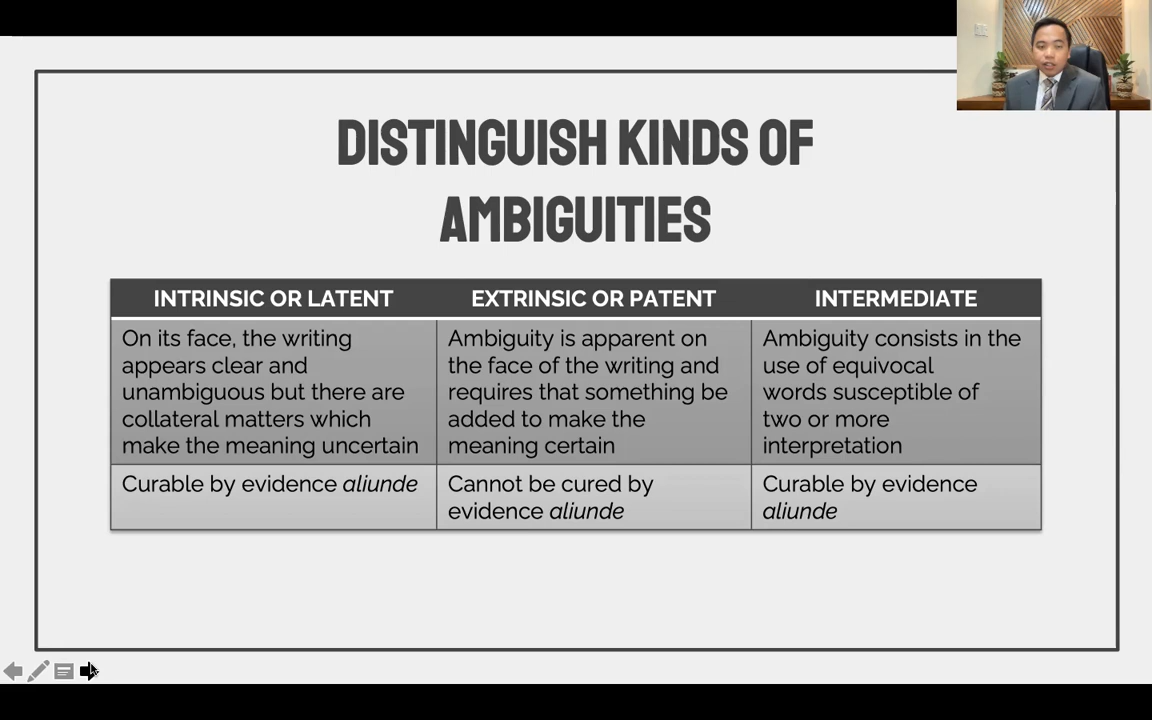 DISTINGUISH KINDS OF
AMBIGUITIES
INTRINSIC OR LATENT
EXTRINSIC OR PATENT
INTERMEDIATE
On its face, the writing
appears clear and
unambiguous but there are
collateral matters which
make the meaning uncertain
Ambiguity is apparent on
the face of the writing and
requires that something be
added to make the
meaning certain
Ambiguity consists in the
use of equivocal
words susceptible of
two or more
interpretation
Curable by evidence aliunde
Cannot be cured by
evidence aliunde
Curable by evidence
aliunde